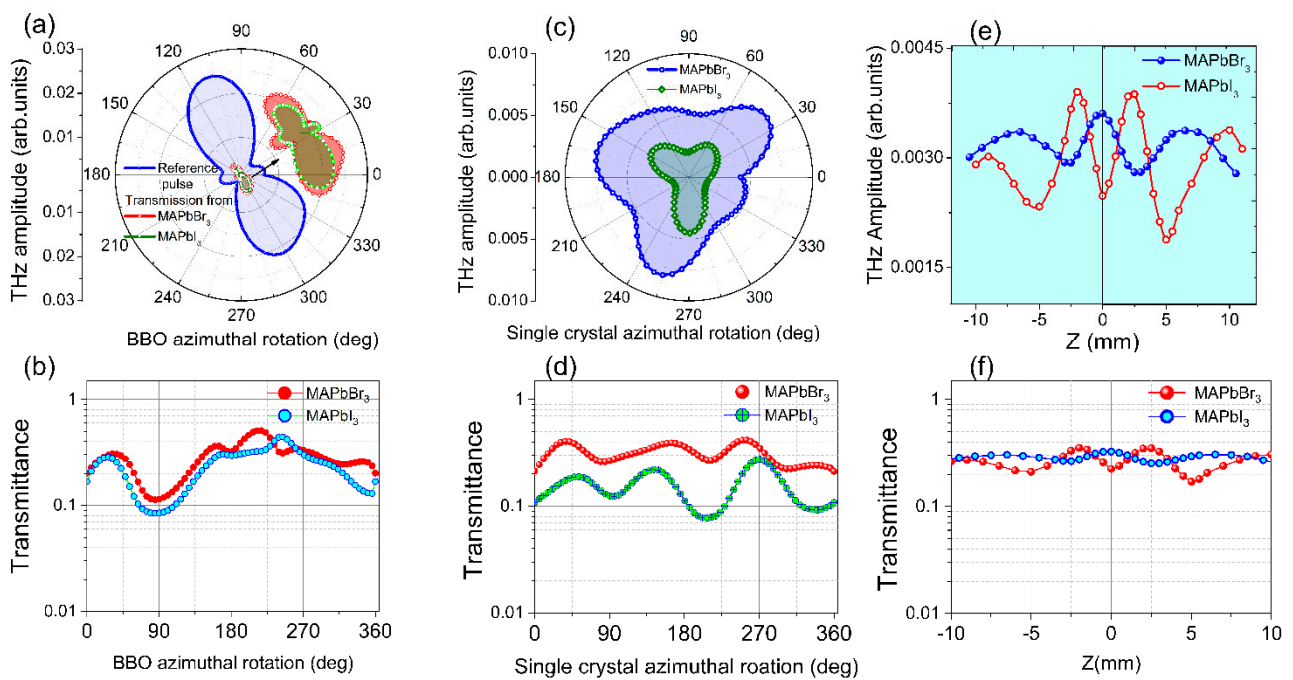 (a)
0.03
0.02
0.01
0.00
0.01
0.02
0.03
THz amplitude (arb.units)
90
60
30
0
330
300
270
240
210
180
150
120
Reference
pulse
Transmission from
MAPbBr₃
MAPbI₃
BBO azimuthal rotation (deg)
(c)
0.010
0.005
0.000
0.005
0.010
THz amplitude (arb.units)
90
60
30
0
330
300
270
240
210
180
150
120
MAPbBr₃
MAPbI₃
Single crystal azimuthal rotation (deg)
(e)
0.0045
0.0030
0.0015
THz Amplitude (arb.units)
MAPbBr₃
MAPbI₃
-10
-5
0
5
10
Z (mm)
(b)
1
0.1
0.01
Transmittance
MAPbBr₃
MAPbI₃
0
90
180
270
360
BBO azimuthal rotation (deg)
(d)
1
0.1
0.01
Transmittance
MAPbBr₃
MAPbI₃
0
90
180
270
360
Single crystal azimuthal roation (deg)
(f)
1
0.1
0.01
Transmittance
MAPbBr₃
MAPbI₃
-10
-5
0
5
10
Z(mm)